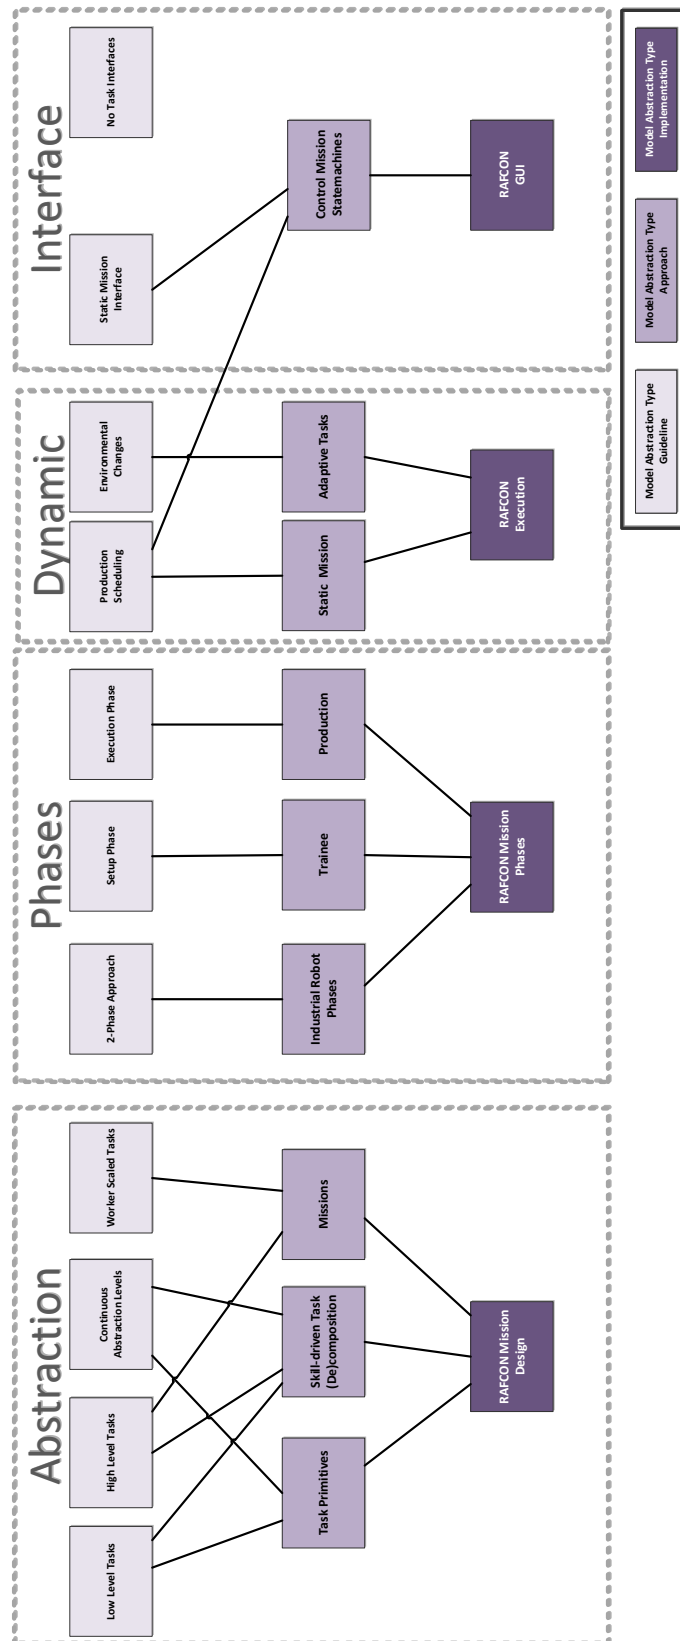 Abstraction
Low Level Tasks
High Level Tasks
Continuous
Abstraction Levels
Worker Scaled Tasks
Task Primitives
Skill-driven Task
(De)composition
Missions
RAFCON Mission
Design
Phases
2-Phase Approach
Setup Phase
Execution Phase
Industrial Robot
Phases
Trainee
Production
RAFCON Mission
Phases
Dynamic
Production
Scheduling
Environmental
Changes
Static Mission
Adaptive Tasks
RAFCON
Execution
Interface
Static Mission
Interface
No Task Interfaces
Control Mission
Statemachines
RAFCON
GUI
Model Abstraction Type
Guideline
Model Abstraction Type
Approach
Model Abstraction Type
Implementation